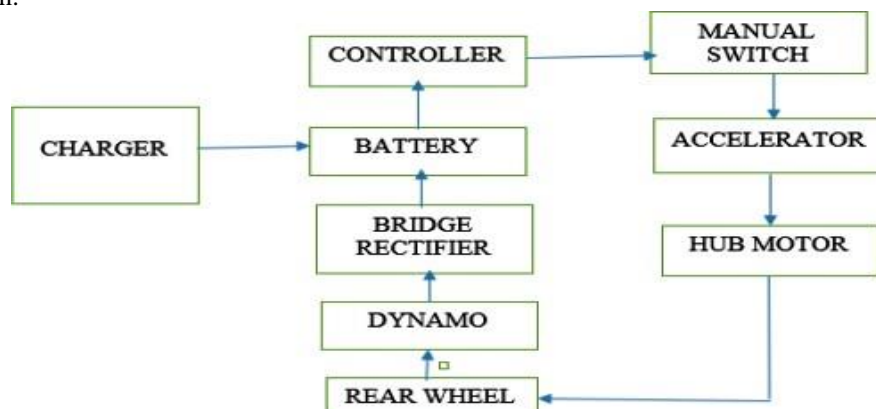 n.
MANUAL
SWITCH
CONTROLLER
CHARGER
BATTERY
ACCELERATOR
BRIDGE
RECTIFIER
HUB MOTOR
DYNAMO
REAR WHEEL